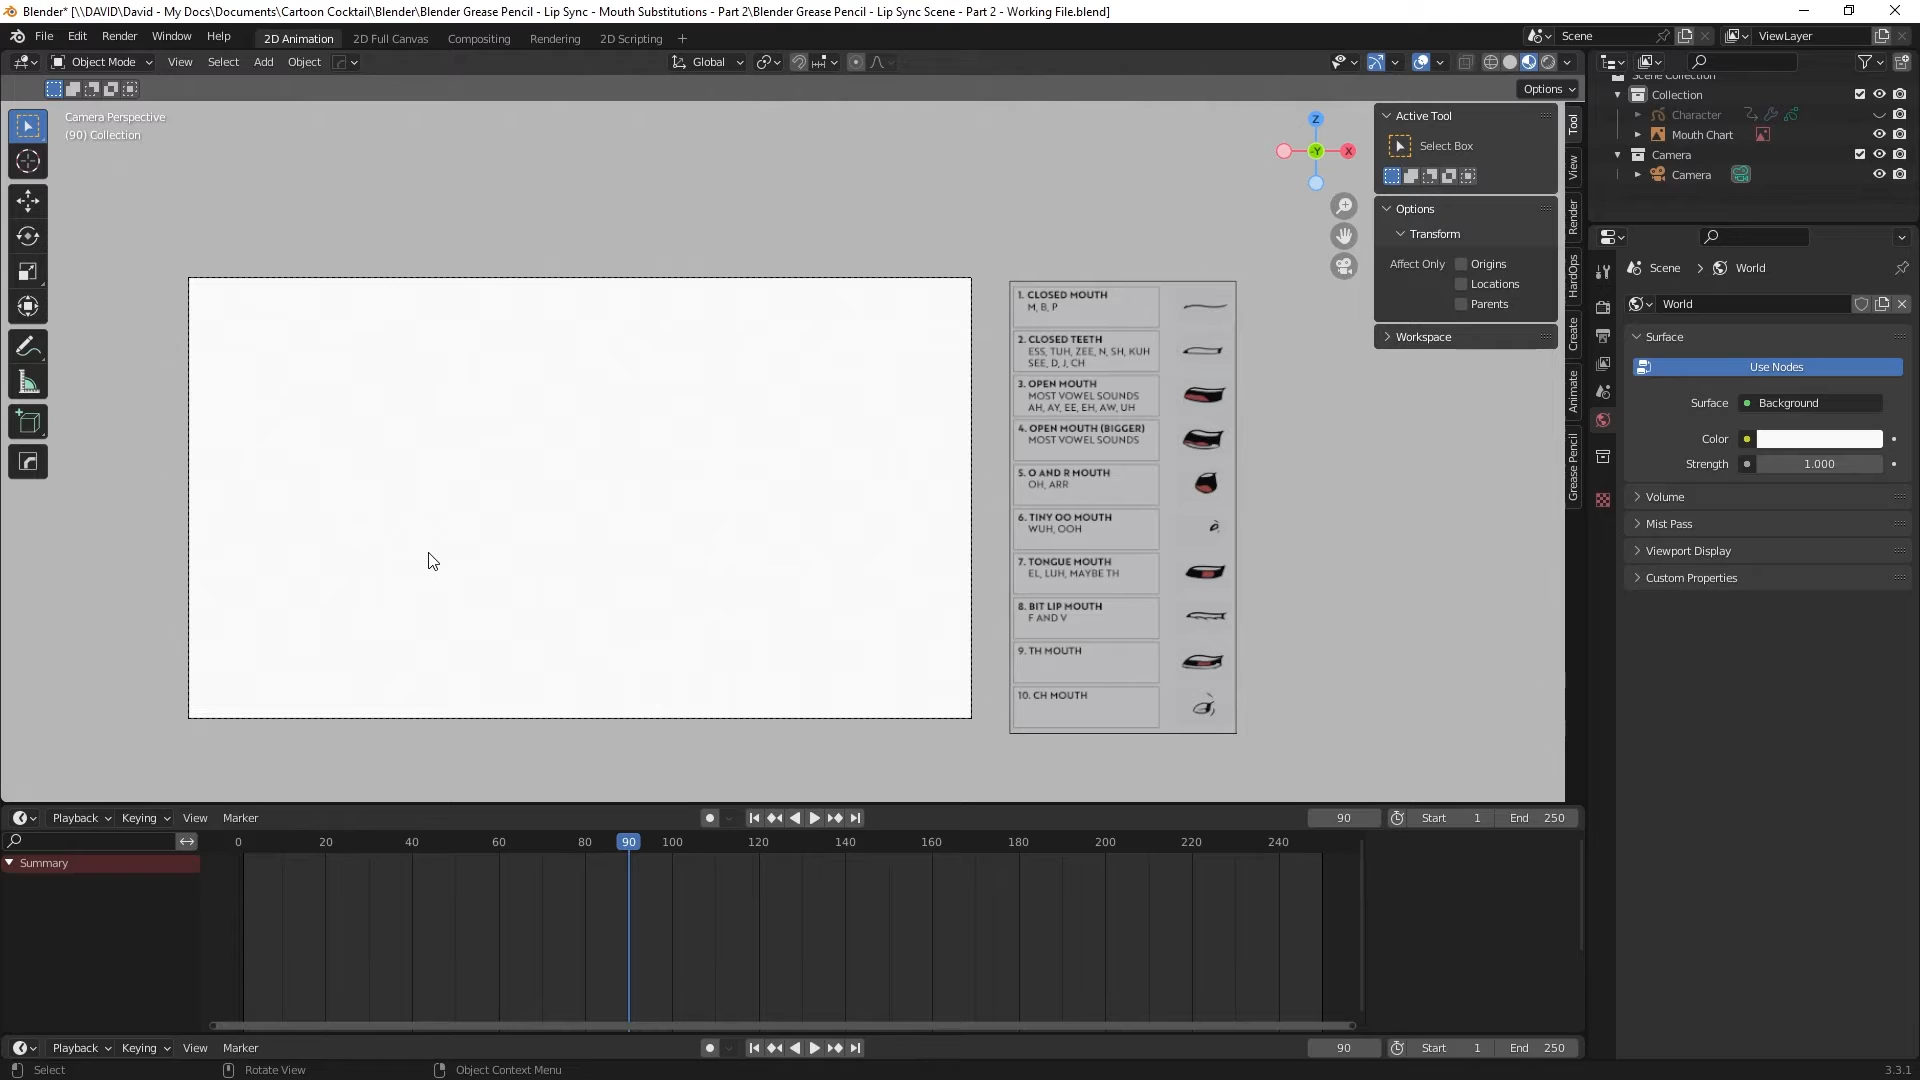 Blender* [\\DAVID\David - My Docs\Documents\Cartoon Cocktail\Blender\Blender Grease Pencil - Lip Sync - Mouth Substitutions - Part 2\Blender Grease Pencil - Lip Sync Scene - Part 2 - Working File.blend]
File Edit Render Window Help 2D Animation 2D Full Canvas Compositing Rendering 2D Scripting + Scene ViewLayer
Object Mode View Select Add Object Global
Options
Camera Perspective
(90) Collection
Z
-Y
X
Active Tool
Select Box
Options
Transform
Affect Only Origins
Locations
Parents
Workspace
Tool
View
Render
HardOps
Create
Animate
Grease Pencil
Scene Collection
Collection
Character
Mouth Chart
Camera
Camera
Scene > World
World
Surface
Use Nodes
Surface Background
Color
Strength 1.000
Volume
Mist Pass
Viewport Display
Custom Properties
1. CLOSED MOUTH
M, B, P
2. CLOSED TEETH
ESS, TUH, ZEE, N, SH, KUH
SEE, D, J, CH
3. OPEN MOUTH
MOST VOWEL SOUNDS
AH, AY, EE, EH, AW, UH
4. OPEN MOUTH (BIGGER)
MOST VOWEL SOUNDS
5. O AND R MOUTH
OH, ARR
6. TINY OO MOUTH
WUH, OOH
7. TONGUE MOUTH
EL, LUH, MAYBE TH
8. BIT LIP MOUTH
F AND V
9. TH MOUTH
10. CH MOUTH
Playback Keying View Marker 90 Start 1 End 250
0 20 40 60 80 90 100 120 140 160 180 200 220 240
Summary
Playback Keying View Marker 90 Start 1 End 250
Select Rotate View Object Context Menu 3.3.1